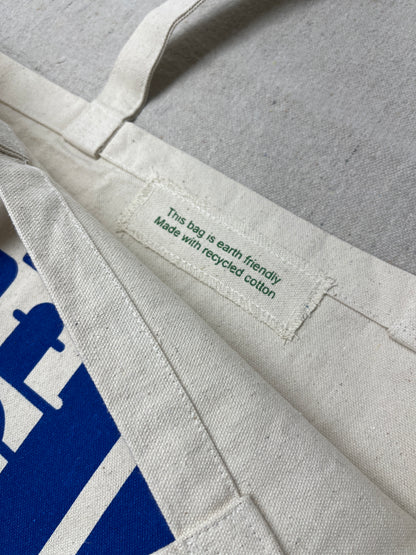 This bag is earth friendly
Made with recycled cotton